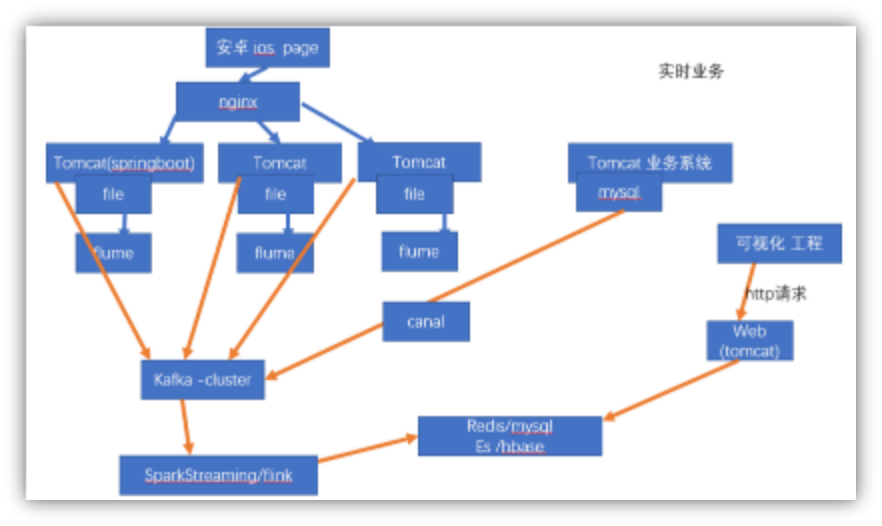 安卓 ios page
实时业务
nginx
Tomcat(springboot)
Tomcat
Tomcat
Tomcat 业务系统
file
file
file
mysql
flume
flume
flume
可视化 工程
http请求
canal
Web
(tomcat)
Kafka -cluster
Redis/mysql
Es /hbase
SparkStreaming/flink